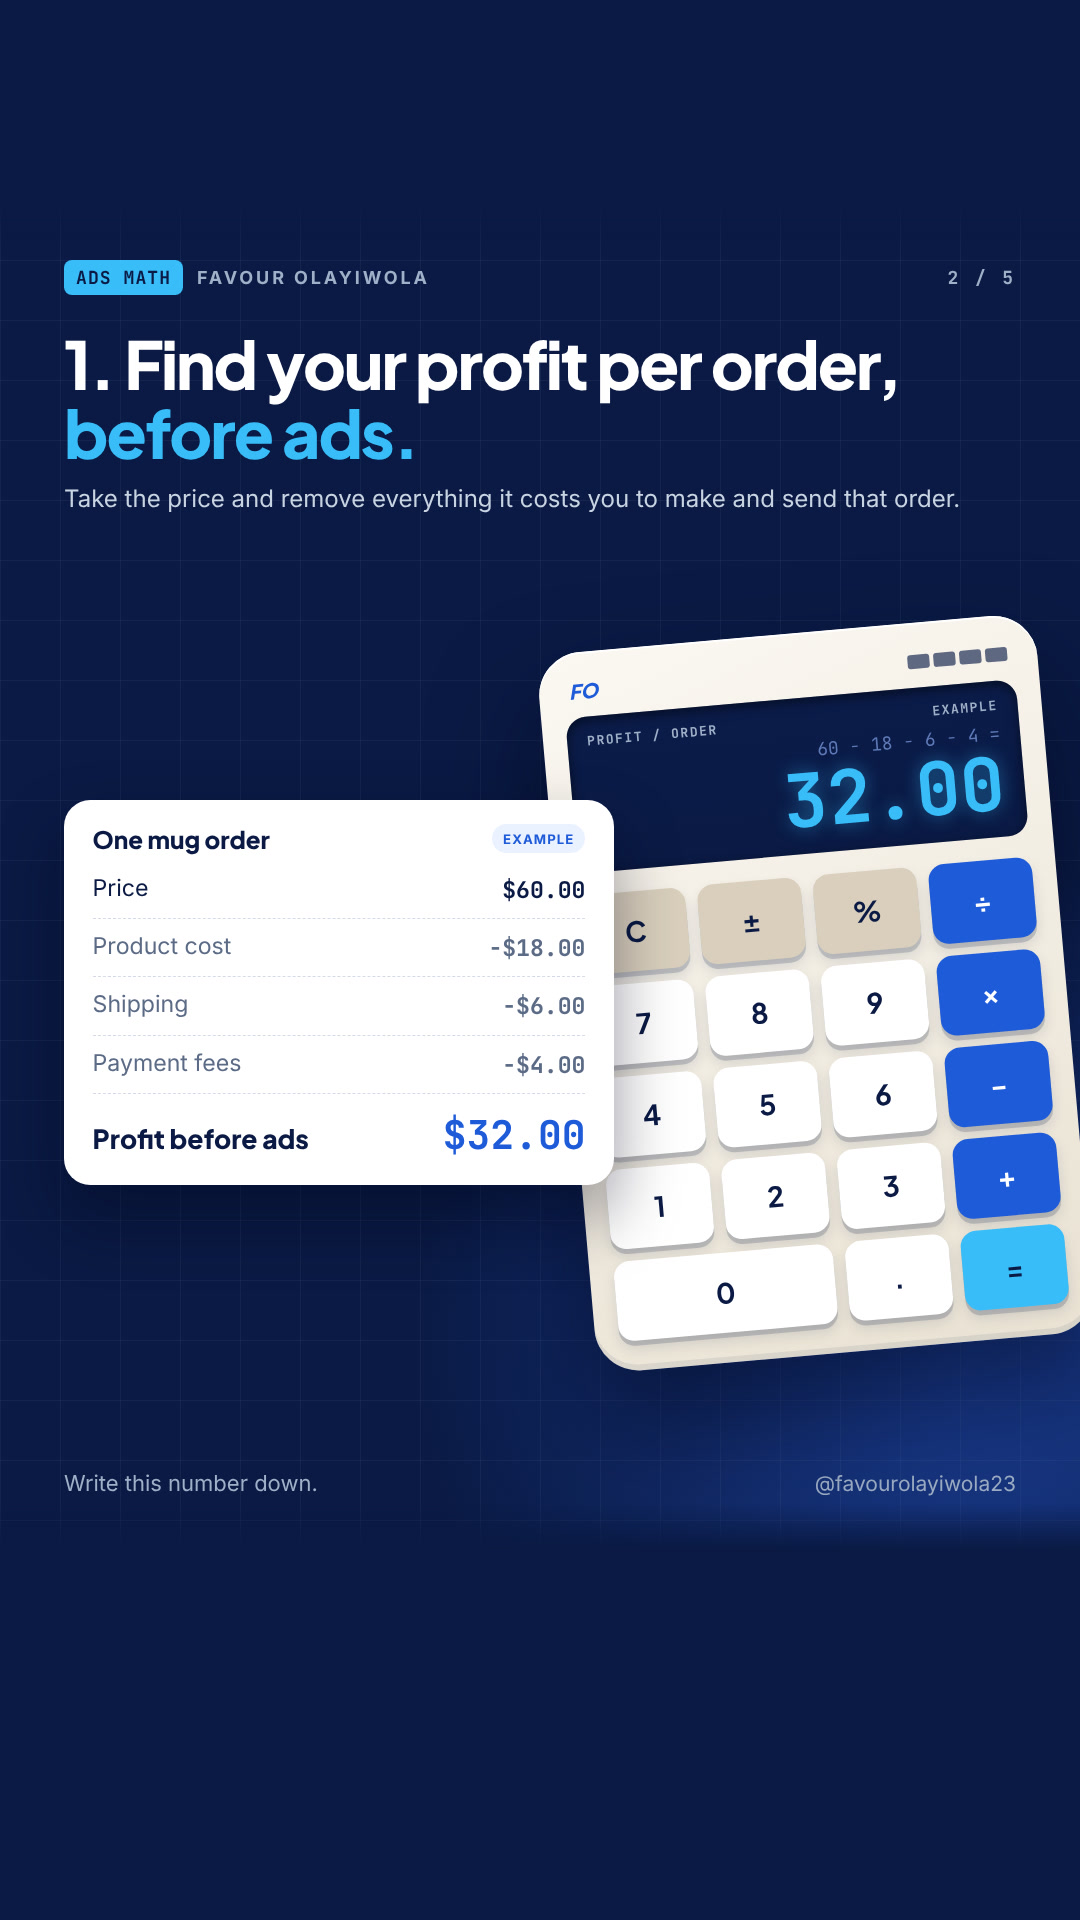 ADS MATH FAVOUR OLAYIWOLA 2 / 5
1. Find your profit per order,
before ads.
Take the price and remove everything it costs you to make and send that order.
FO
PROFIT / ORDER EXAMPLE
60 - 18 - 6 - 4 =
32.00
One mug order EXAMPLE
Price $60.00
Product cost -$18.00
Shipping -$6.00
Payment fees -$4.00
Profit before ads $32.00
C ± % ÷
7 8 9 ×
4 5 6 −
1 2 3 +
0 . =
Write this number down. @favourolayiwola23